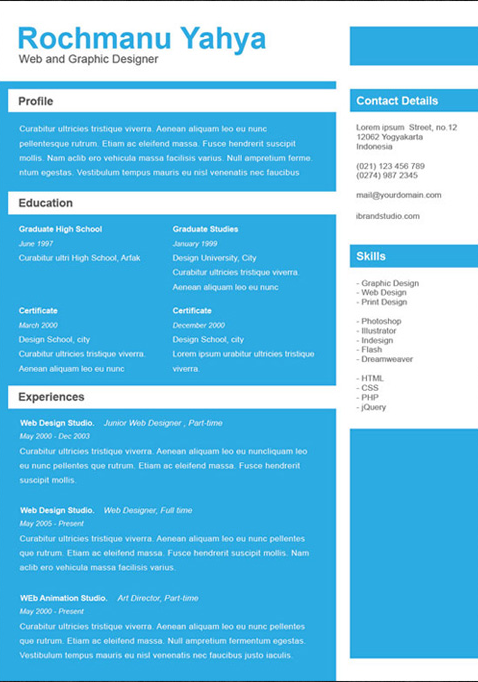 Rochmanu Yahya
Web and Graphic Designer
Profile
Curabitur ultricies tristique viverra. Aenean aliquam leo eu nunc
pellentesque rutrum. Etiam ac eleifend massa. Fusce hendrerit suscipit
mollis. Nam aclib ero vehicula massa facilisis varius. Null ampretium ferme
ntum egestas. Vestibulum tempus mauris eu nisl venenatis nec faucibus
Education
Graduate High School
June 1997
Curabitur ultri High School, Arfak
Graduate Studies
January 1999
Design University, City
Curabitur ultricies tristique viverra.
Aenean aliquam leo eu nunc
Certificate
March 2000
Design School, city
Curabitur ultricies tristique viverra.
Aenean aliquam leo eu nunc
Certificate
December 2000
Design School, city
Lorem ipsum urabitur ultricies tristique
viverra.
Experiences
Web Design Studio. Junior Web Designer , Part-time
May 2000 - Dec 2003
Curabitur ultricies tristique viverra. Aenean aliquam leo eu nuncliquam leo
eu nunc pellentes que rutrum. Etiam ac eleifend massa. Fusce hendrerit
suscipit mollis.
Web Design Studio. Web Designer, Full time
May 2005 - Present
Curabitur ultricies tristique viverra. Aenean aliquam leo eu nunc pellentes
que rutrum. Etiam ac eleifend massa. Fusce hendrerit suscipit mollis. Nam
aclib ero vehicula massa facilisis varius.
WEb Animation Studio. Art Director, Part-time
May 2000 - Present
Curabitur ultricies tristique viverra. Aenean aliquam leo eu nunc pellentes
que rutrum. Etiam ac eleifend massa. Null ampretium fermentum egestas.
Vestibulum tempus mauris eu nisl venenatis nec faucibus justo iaculis.
Contact Details
Lorem ipsum Street, no.12
12062 Yogyakarta
Indonesia
(021) 123 456 789
(0274) 987 2345
mail@yourdomain.com
ibrandstudio.com
Skills
- Graphic Design
- Web Design
- Print Design
- Photoshop
- Illustrator
- Indesign
- Flash
- Dreamweaver
- HTML
- CSS
- PHP
- jQuery